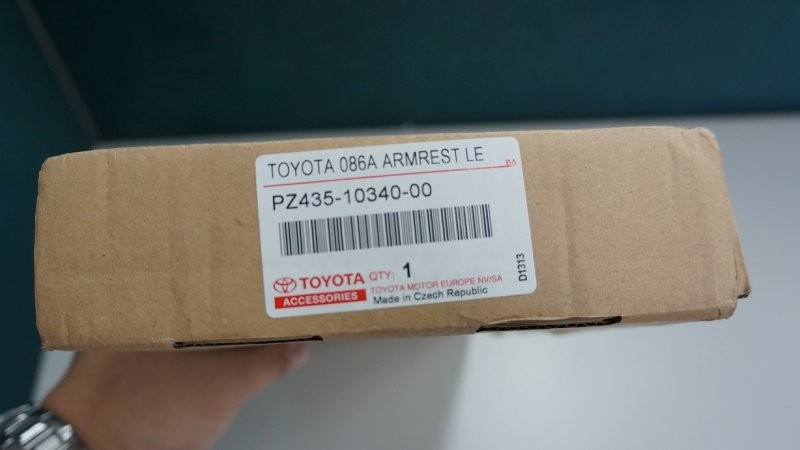 TOYOTA 086A ARMREST LE
BA
PZ435-10340-00
TOYOTA QTY: 1
ACCESSORIES
TOYOTA MOTOR EUROPE NV/SA
Made in Czech Republic
D1313